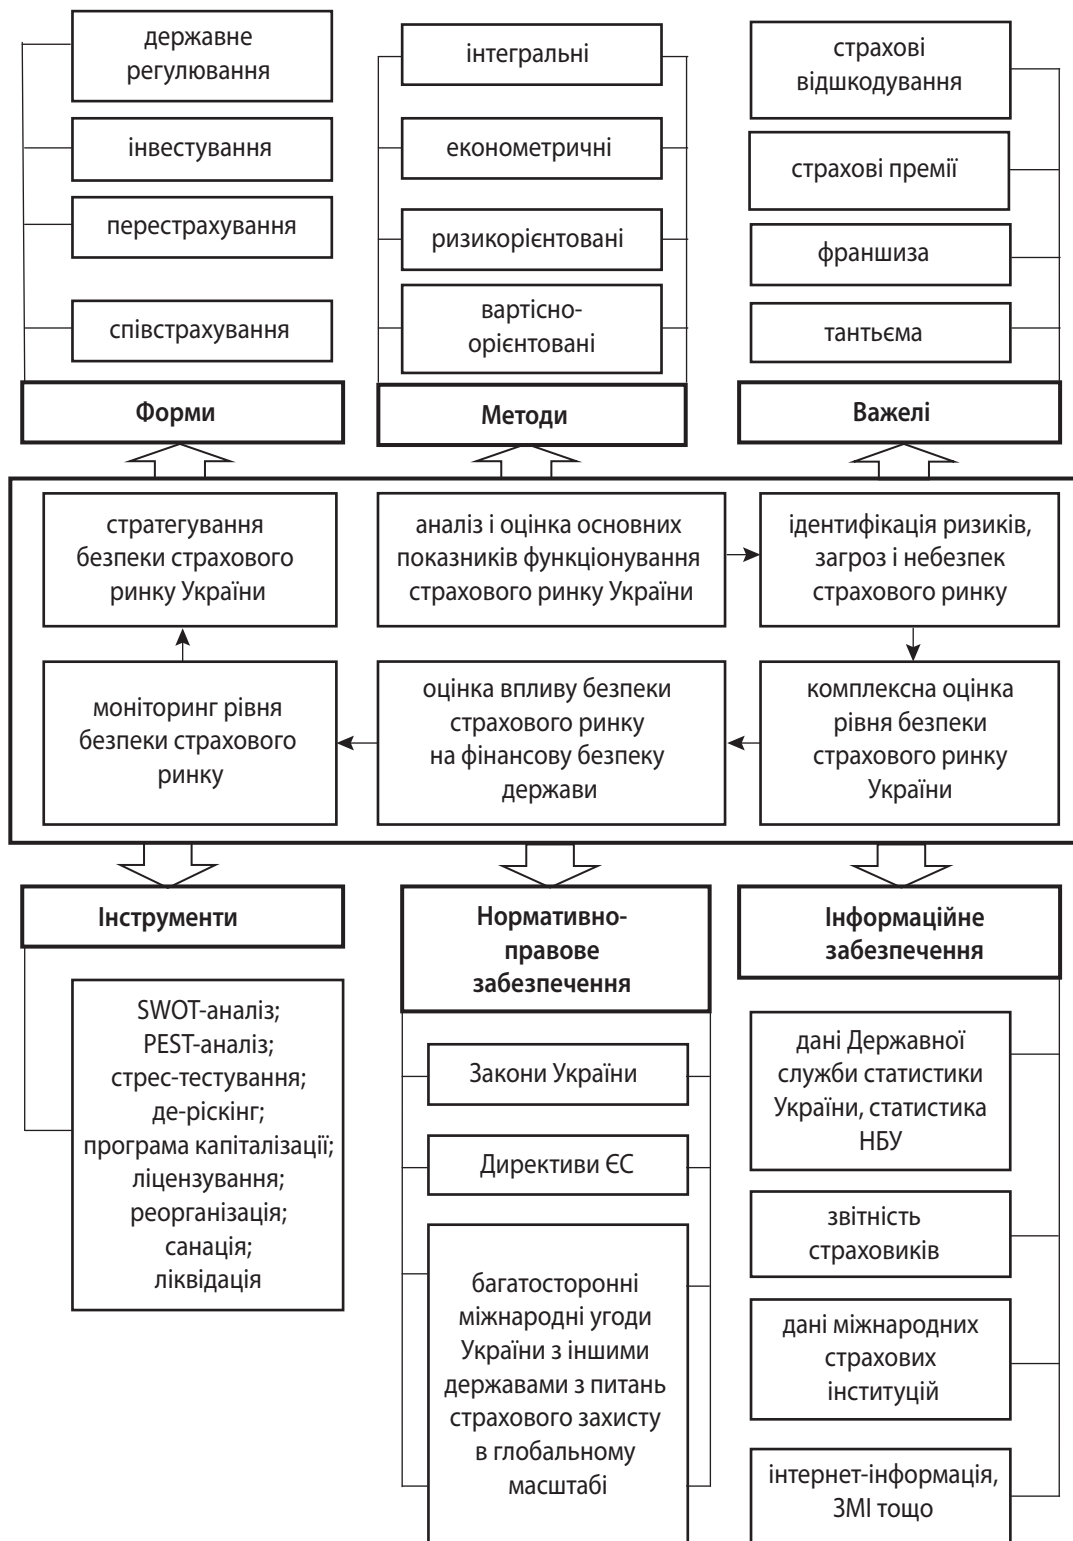 державне
регулювання
інвестування
перестрахування
співстрахування
Форми
інтегральні
економетричні
ризикорієнтовані
вартісно-
орієнтовані
Методи
страхові
відшкодування
страхові премії
франшиза
тантьєма
Важелі
стратегування
безпеки страхового
ринку України
аналіз і оцінка основних
показників функціонування
страхового ринку України
ідентифікація ризиків,
загроз і небезпек
страхового ринку
моніторинг рівня
безпеки страхового
ринку
оцінка впливу безпеки
страхового ринку
на фінансову безпеку
держави
комплексна оцінка
рівня безпеки
страхового ринку
України
Інструменти
SWOT-аналіз;
PEST-аналіз;
стрес-тестування;
де-ріскінг;
програма капіталізації;
ліцензування;
реорганізація;
санація;
ліквідація
Нормативно-
правове
забезпечення
Закони України
Директиви ЄС
багатосторонні
міжнародні угоди
України з іншими
державами з питань
страхового захисту
в глобальному
масштабі
Інформаційне
забезпечення
дані Державної
служби статистики
України, статистика
НБУ
звітність
страховиків
дані міжнародних
страхових
інституцій
інтернет-інформація,
ЗМІ тощо